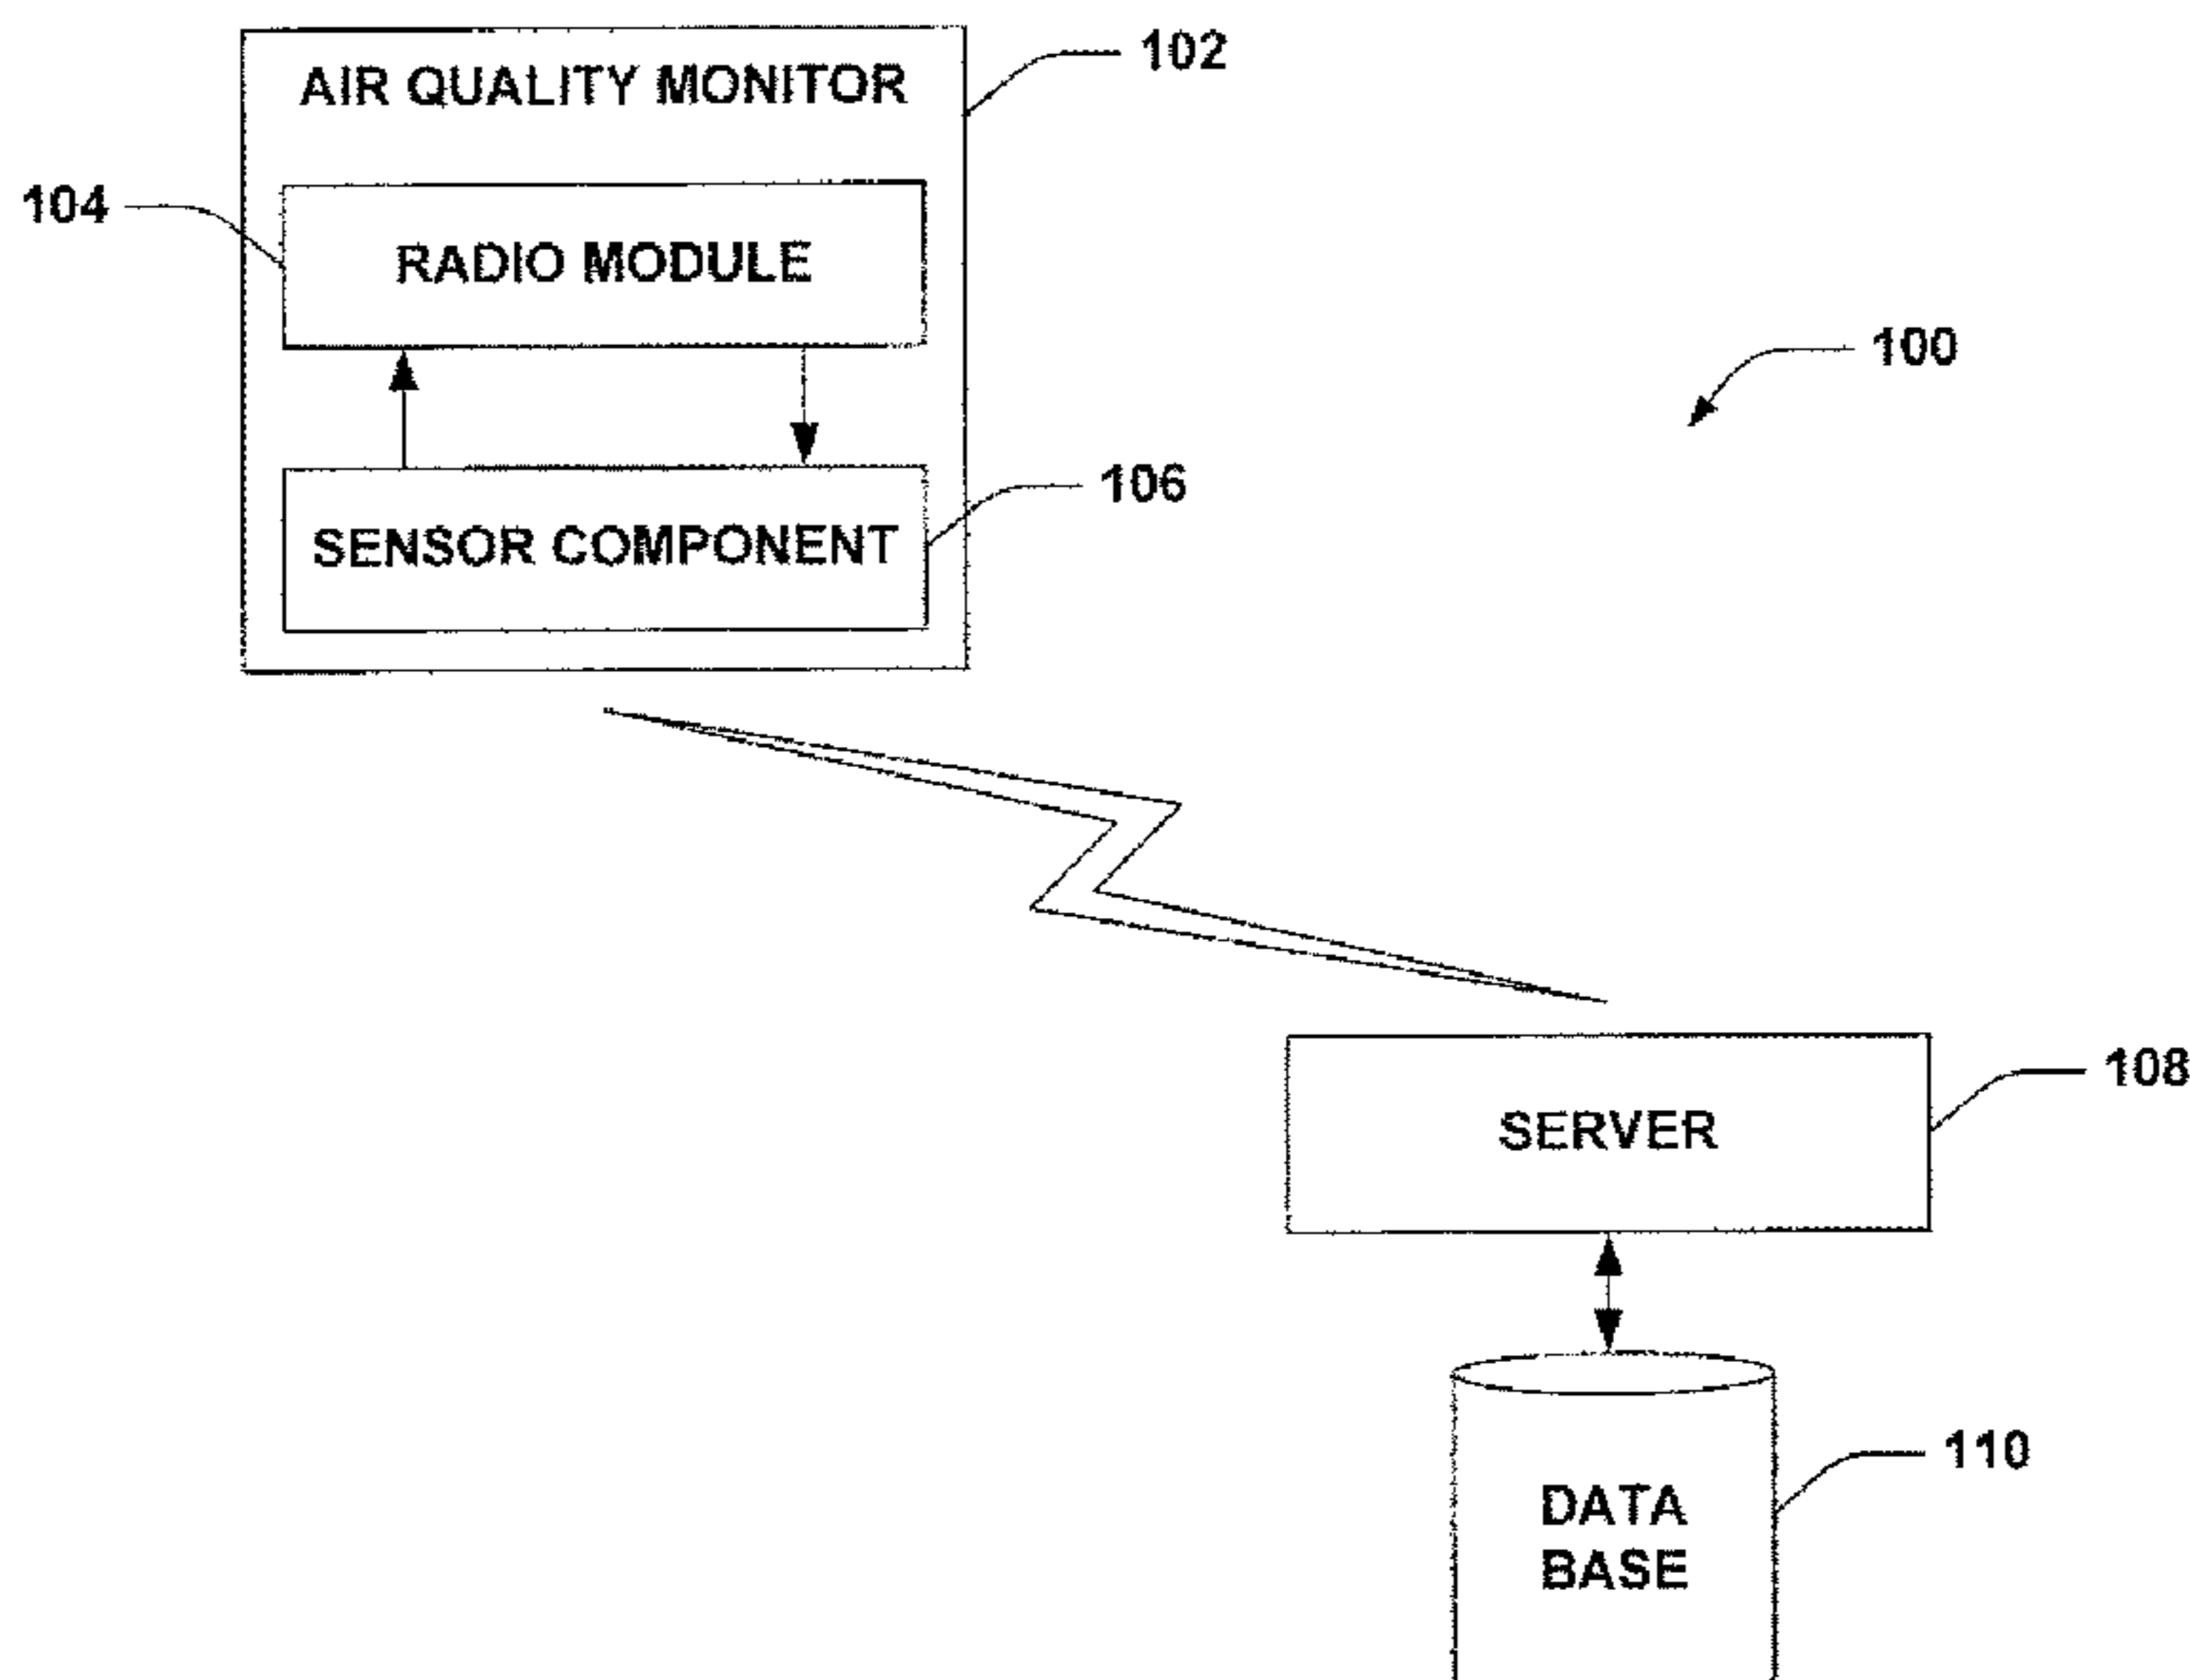 102
AIR QUALITY MONITOR
104
RADIO MODULE
100
106
SENSOR COMPONENT
108
SERVER
110
DATA
BASE